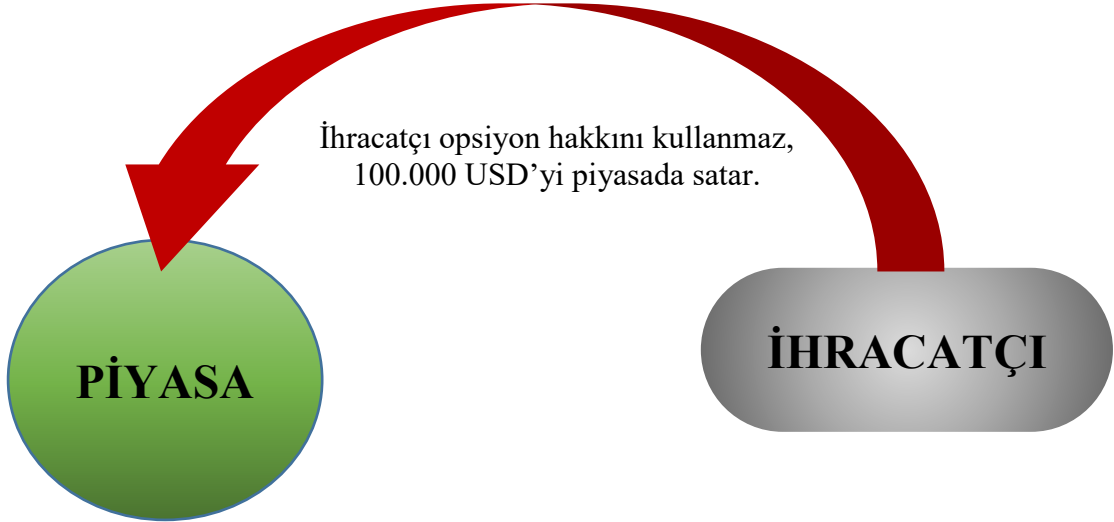 İhracatçı opsiyon hakkını kullanmaz,
100.000 USD’yi piyasada satar.
PİYASA
İHRACATÇI